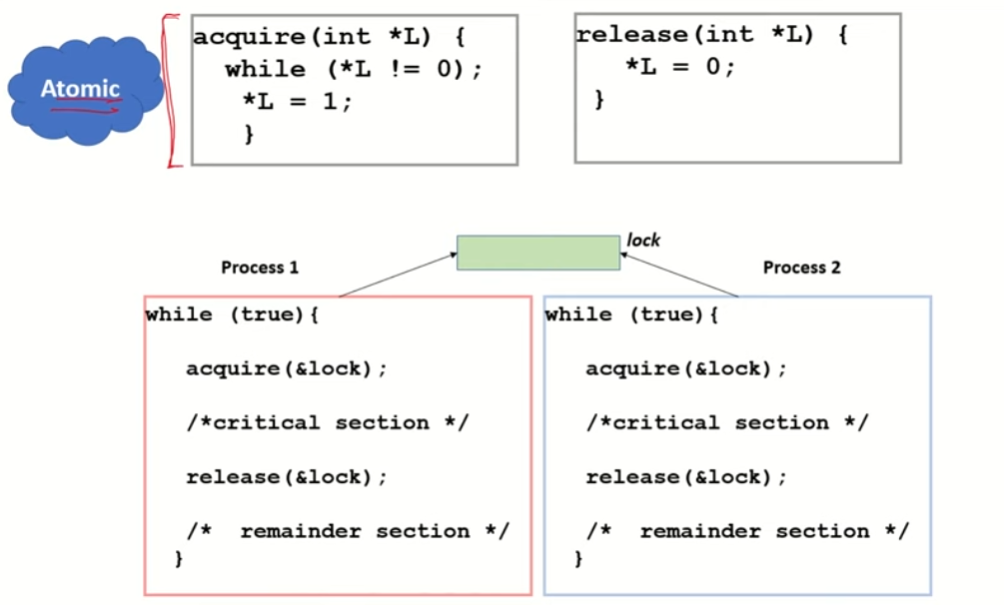 Atomic
acquire(int *L) {
while (*L != 0);
*L = 1;
}
release(int *L) {
*L = 0;
}
lock
Process 1
Process 2
while (true){
acquire(&lock);
/*critical section */
release(&lock);
/* remainder section */
}
while (true){
acquire(&lock);
/*critical section */
release(&lock);
/* remainder section */
}